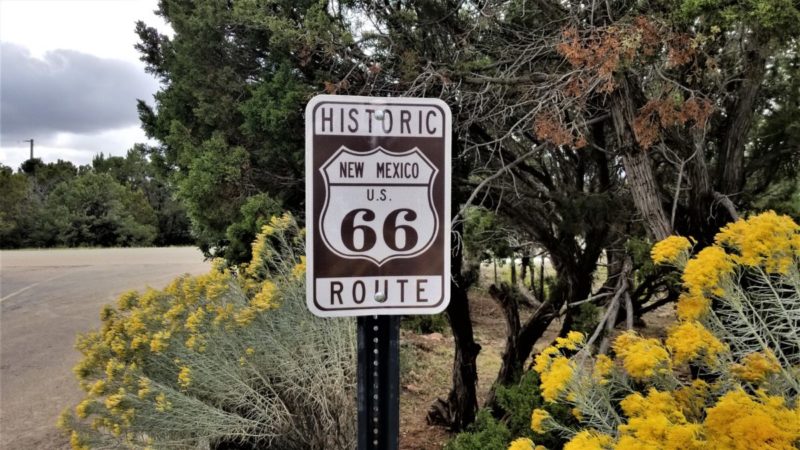 HISTORIC
NEW MEXICO
U.S.
66
ROUTE